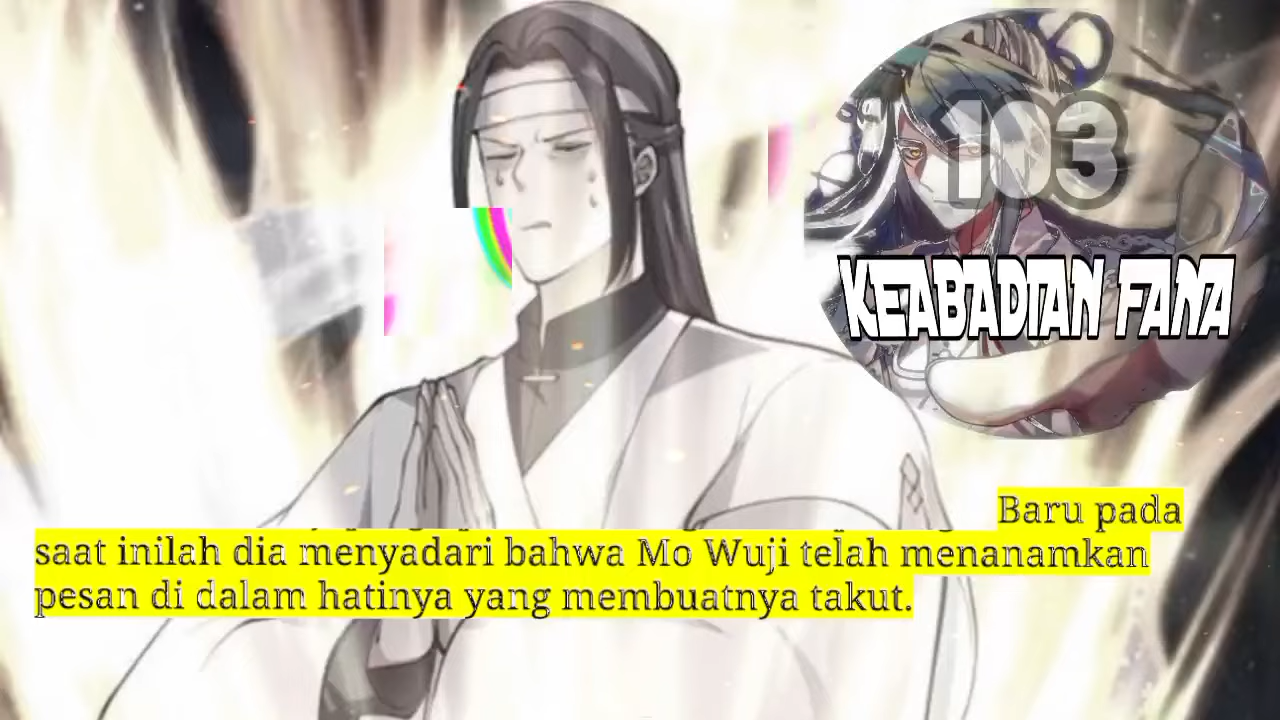 103
KEABADIAN FANA
Baru pada
saat inilah dia menyadari bahwa Mo Wuji telah menanamkan
pesan di dalam hatinya yang membuatnya takut.